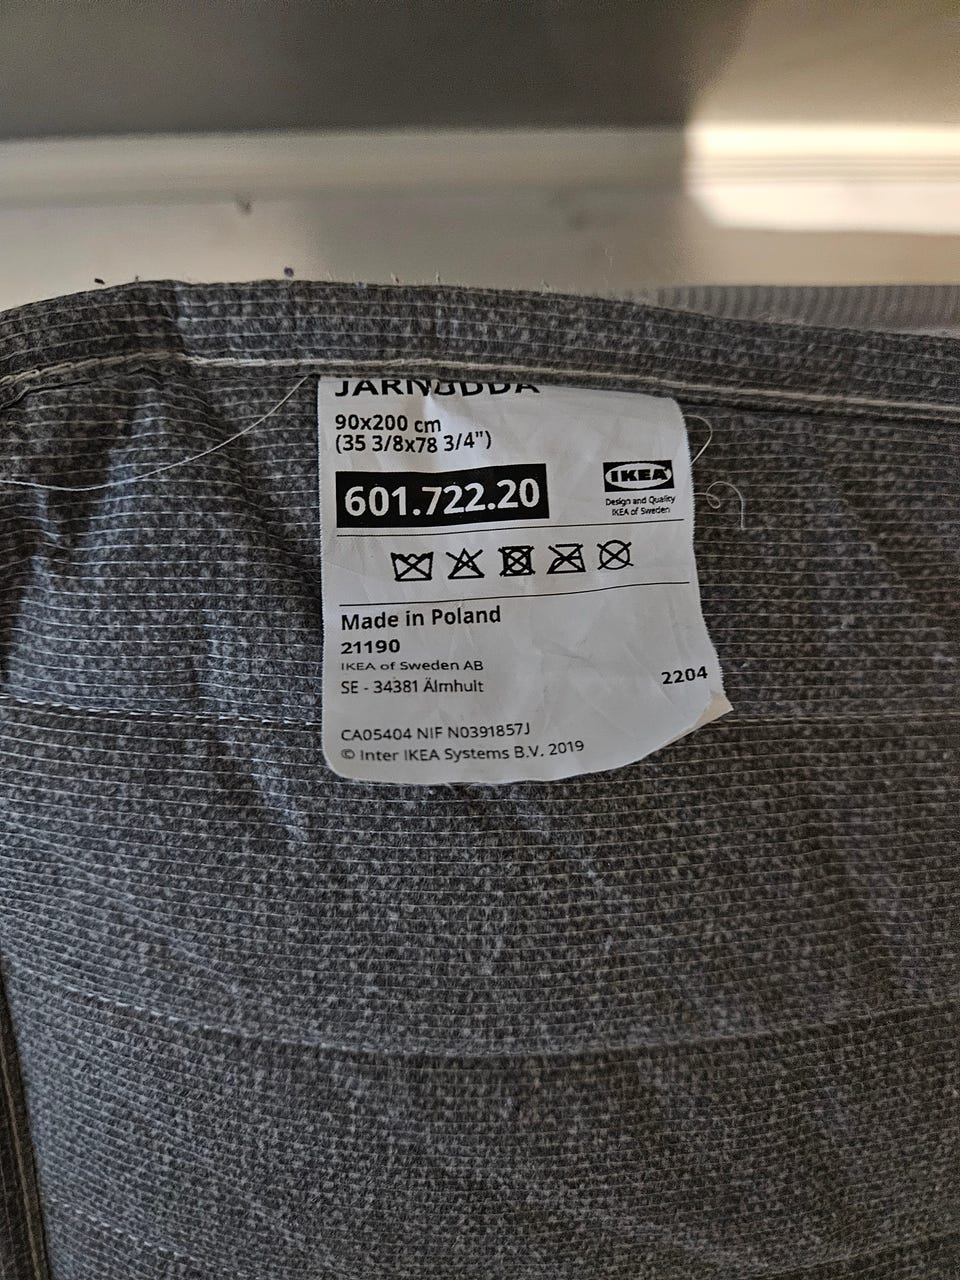 JÄRNUDDA
90x200 cm
(35 3/8x78 3/4")
601.722.20
IKEA
Design and Quality
IKEA of Sweden
Made in Poland
21190
IKEA of Sweden AB
SE - 34381 Älmhult
2204
CA05404 NIF N0391857J
© Inter IKEA Systems B.V. 2019